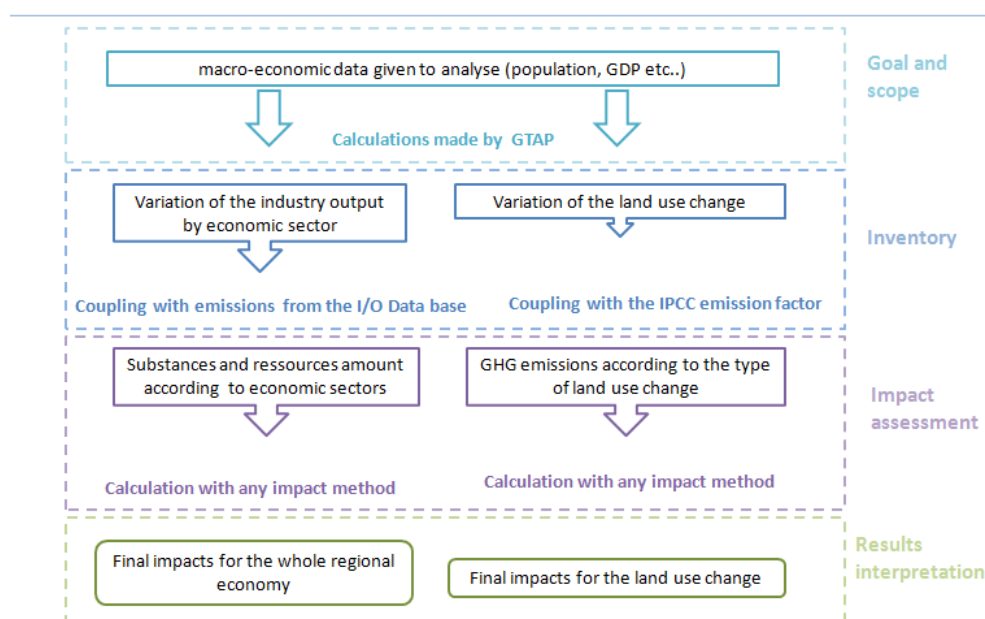 macro-economic data given to analyse (population, GDP etc..)
Calculations made by GTAP
Goal and
scope
Variation of the industry output
by economic sector
Variation of the land use change
Coupling with emissions from the I/O Data base
Coupling with the IPCC emission factor
Inventory
Substances and ressources amount
according to economic sectors
GHG emissions according to the type
of land use change
Calculation with any impact method
Calculation with any impact method
Impact
assessment
Final impacts for the whole regional
economy
Final impacts for the land use change
Results
interpretation